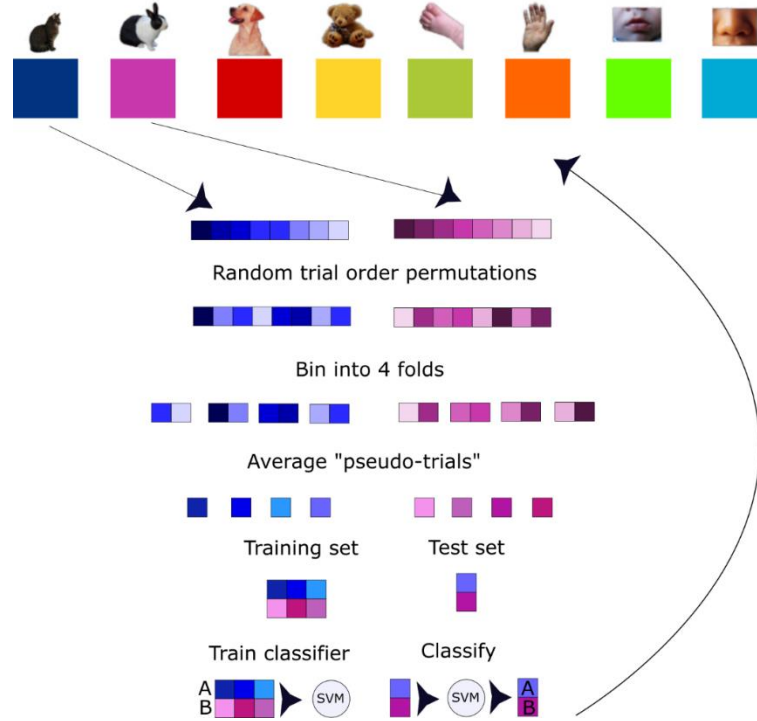 Random trial order permutations
Bin into 4 folds
Average "pseudo-trials"
Training set Test set
Train classifier Classify
A SVM SVM A
B B